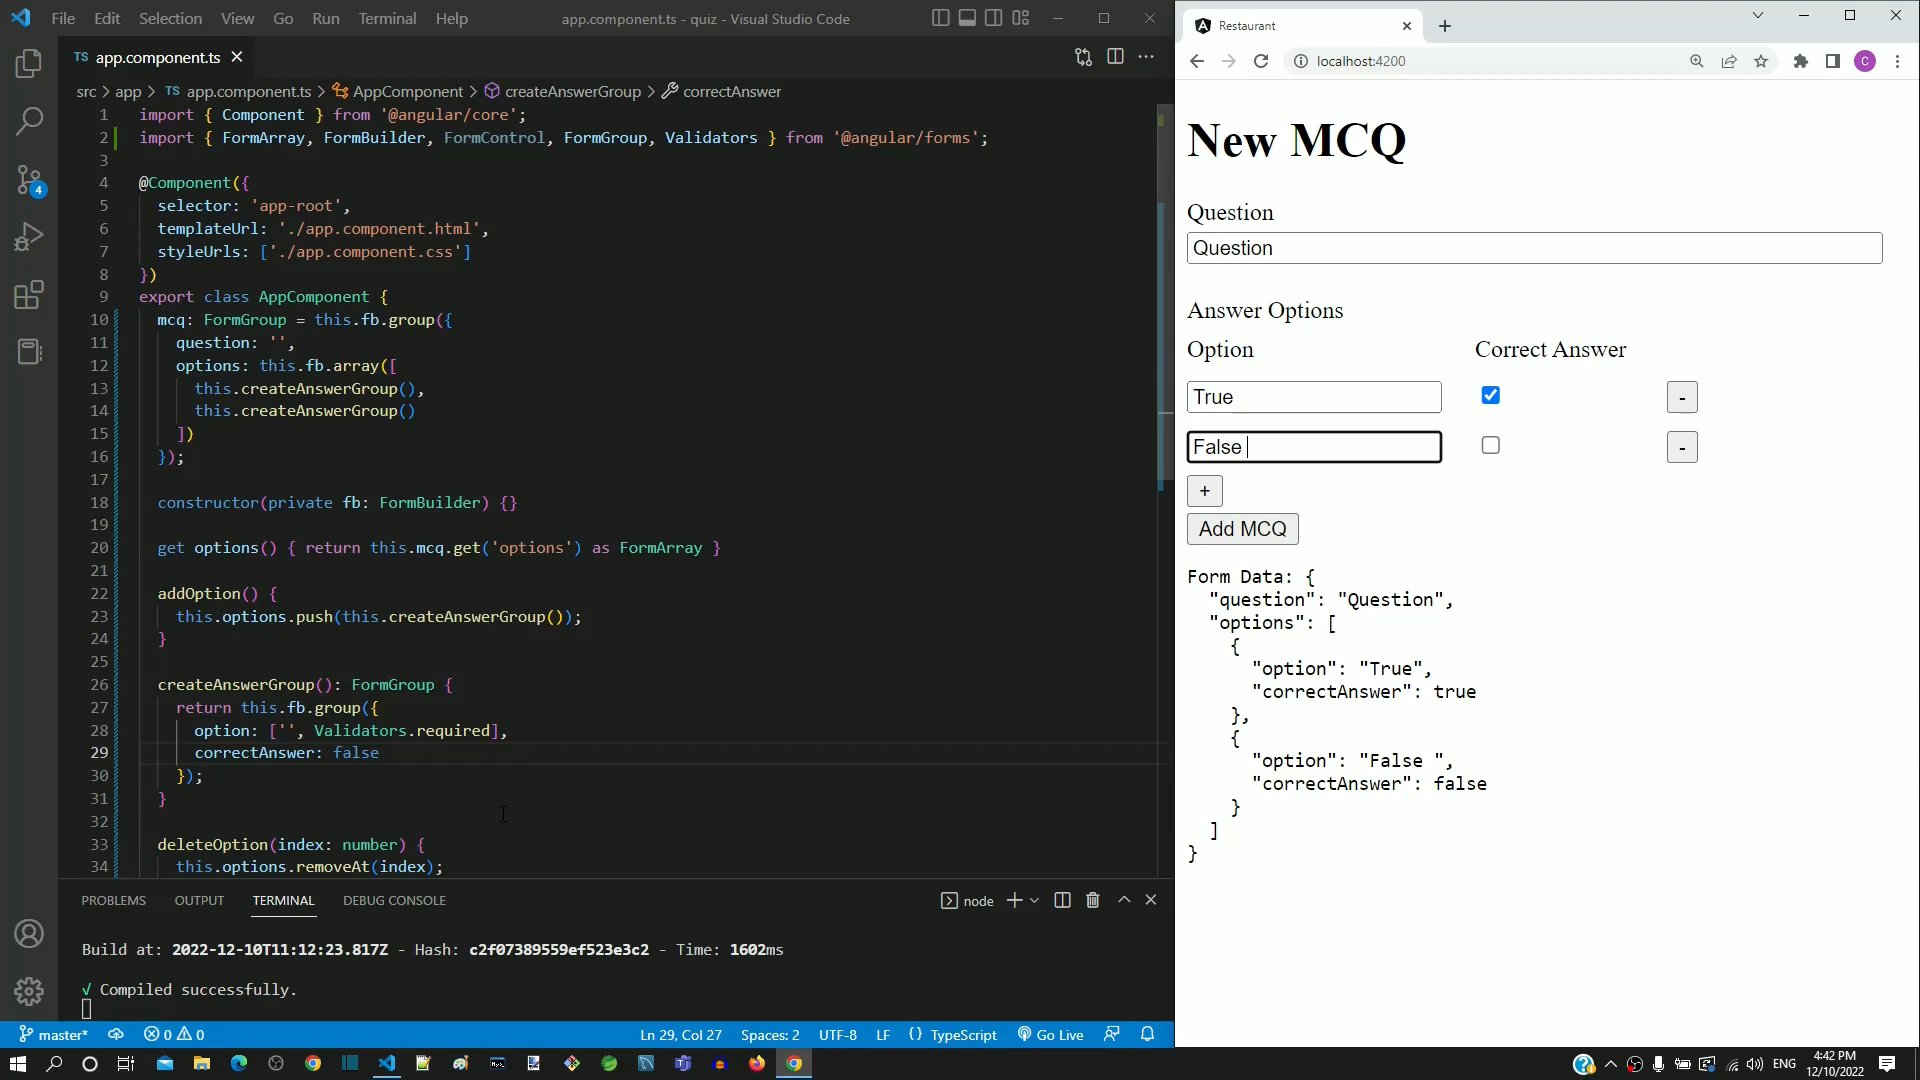 File Edit Selection View Go Run Terminal Help
app.component.ts - quiz - Visual Studio Code
TS app.component.ts
src > app > TS app.component.ts > AppComponent > createAnswerGroup > correctAnswer
1 import { Component } from '@angular/core';
2 import { FormArray, FormBuilder, FormControl, FormGroup, Validators } from '@angular/forms';
3
4 @Component({
5 selector: 'app-root',
6 templateUrl: './app.component.html',
7 styleUrls: ['./app.component.css']
8 })
9 export class AppComponent {
10 mcq: FormGroup = this.fb.group({
11 question: '',
12 options: this.fb.array([
13 this.createAnswerGroup(),
14 this.createAnswerGroup()
15 ])
16 });
17
18 constructor(private fb: FormBuilder) {}
19
20 get options() { return this.mcq.get('options') as FormArray }
21
22 addOption() {
23 this.options.push(this.createAnswerGroup());
24 }
25
26 createAnswerGroup(): FormGroup {
27 return this.fb.group({
28 option: ['', Validators.required],
29 correctAnswer: false
30 });
31 }
32
33 deleteOption(index: number) {
34 this.options.removeAt(index);
PROBLEMS OUTPUT TERMINAL DEBUG CONSOLE
node
Build at: 2022-12-10T11:12:23.817Z - Hash: c2f07389559ef523e3c2 - Time: 1602ms
√ Compiled successfully.
4
master* 0 0
Ln 29, Col 27 Spaces: 2 UTF-8 LF {} TypeScript Go Live
Restaurant
localhost:4200
C
New MCQ
Question
Question
Answer Options
Option Correct Answer
True -
False -
+
Add MCQ
Form Data: {
"question": "Question",
"options": [
{
"option": "True",
"correctAnswer": true
},
{
"option": "False ",
"correctAnswer": false
}
]
}
ENG
4:42 PM
12/10/2022